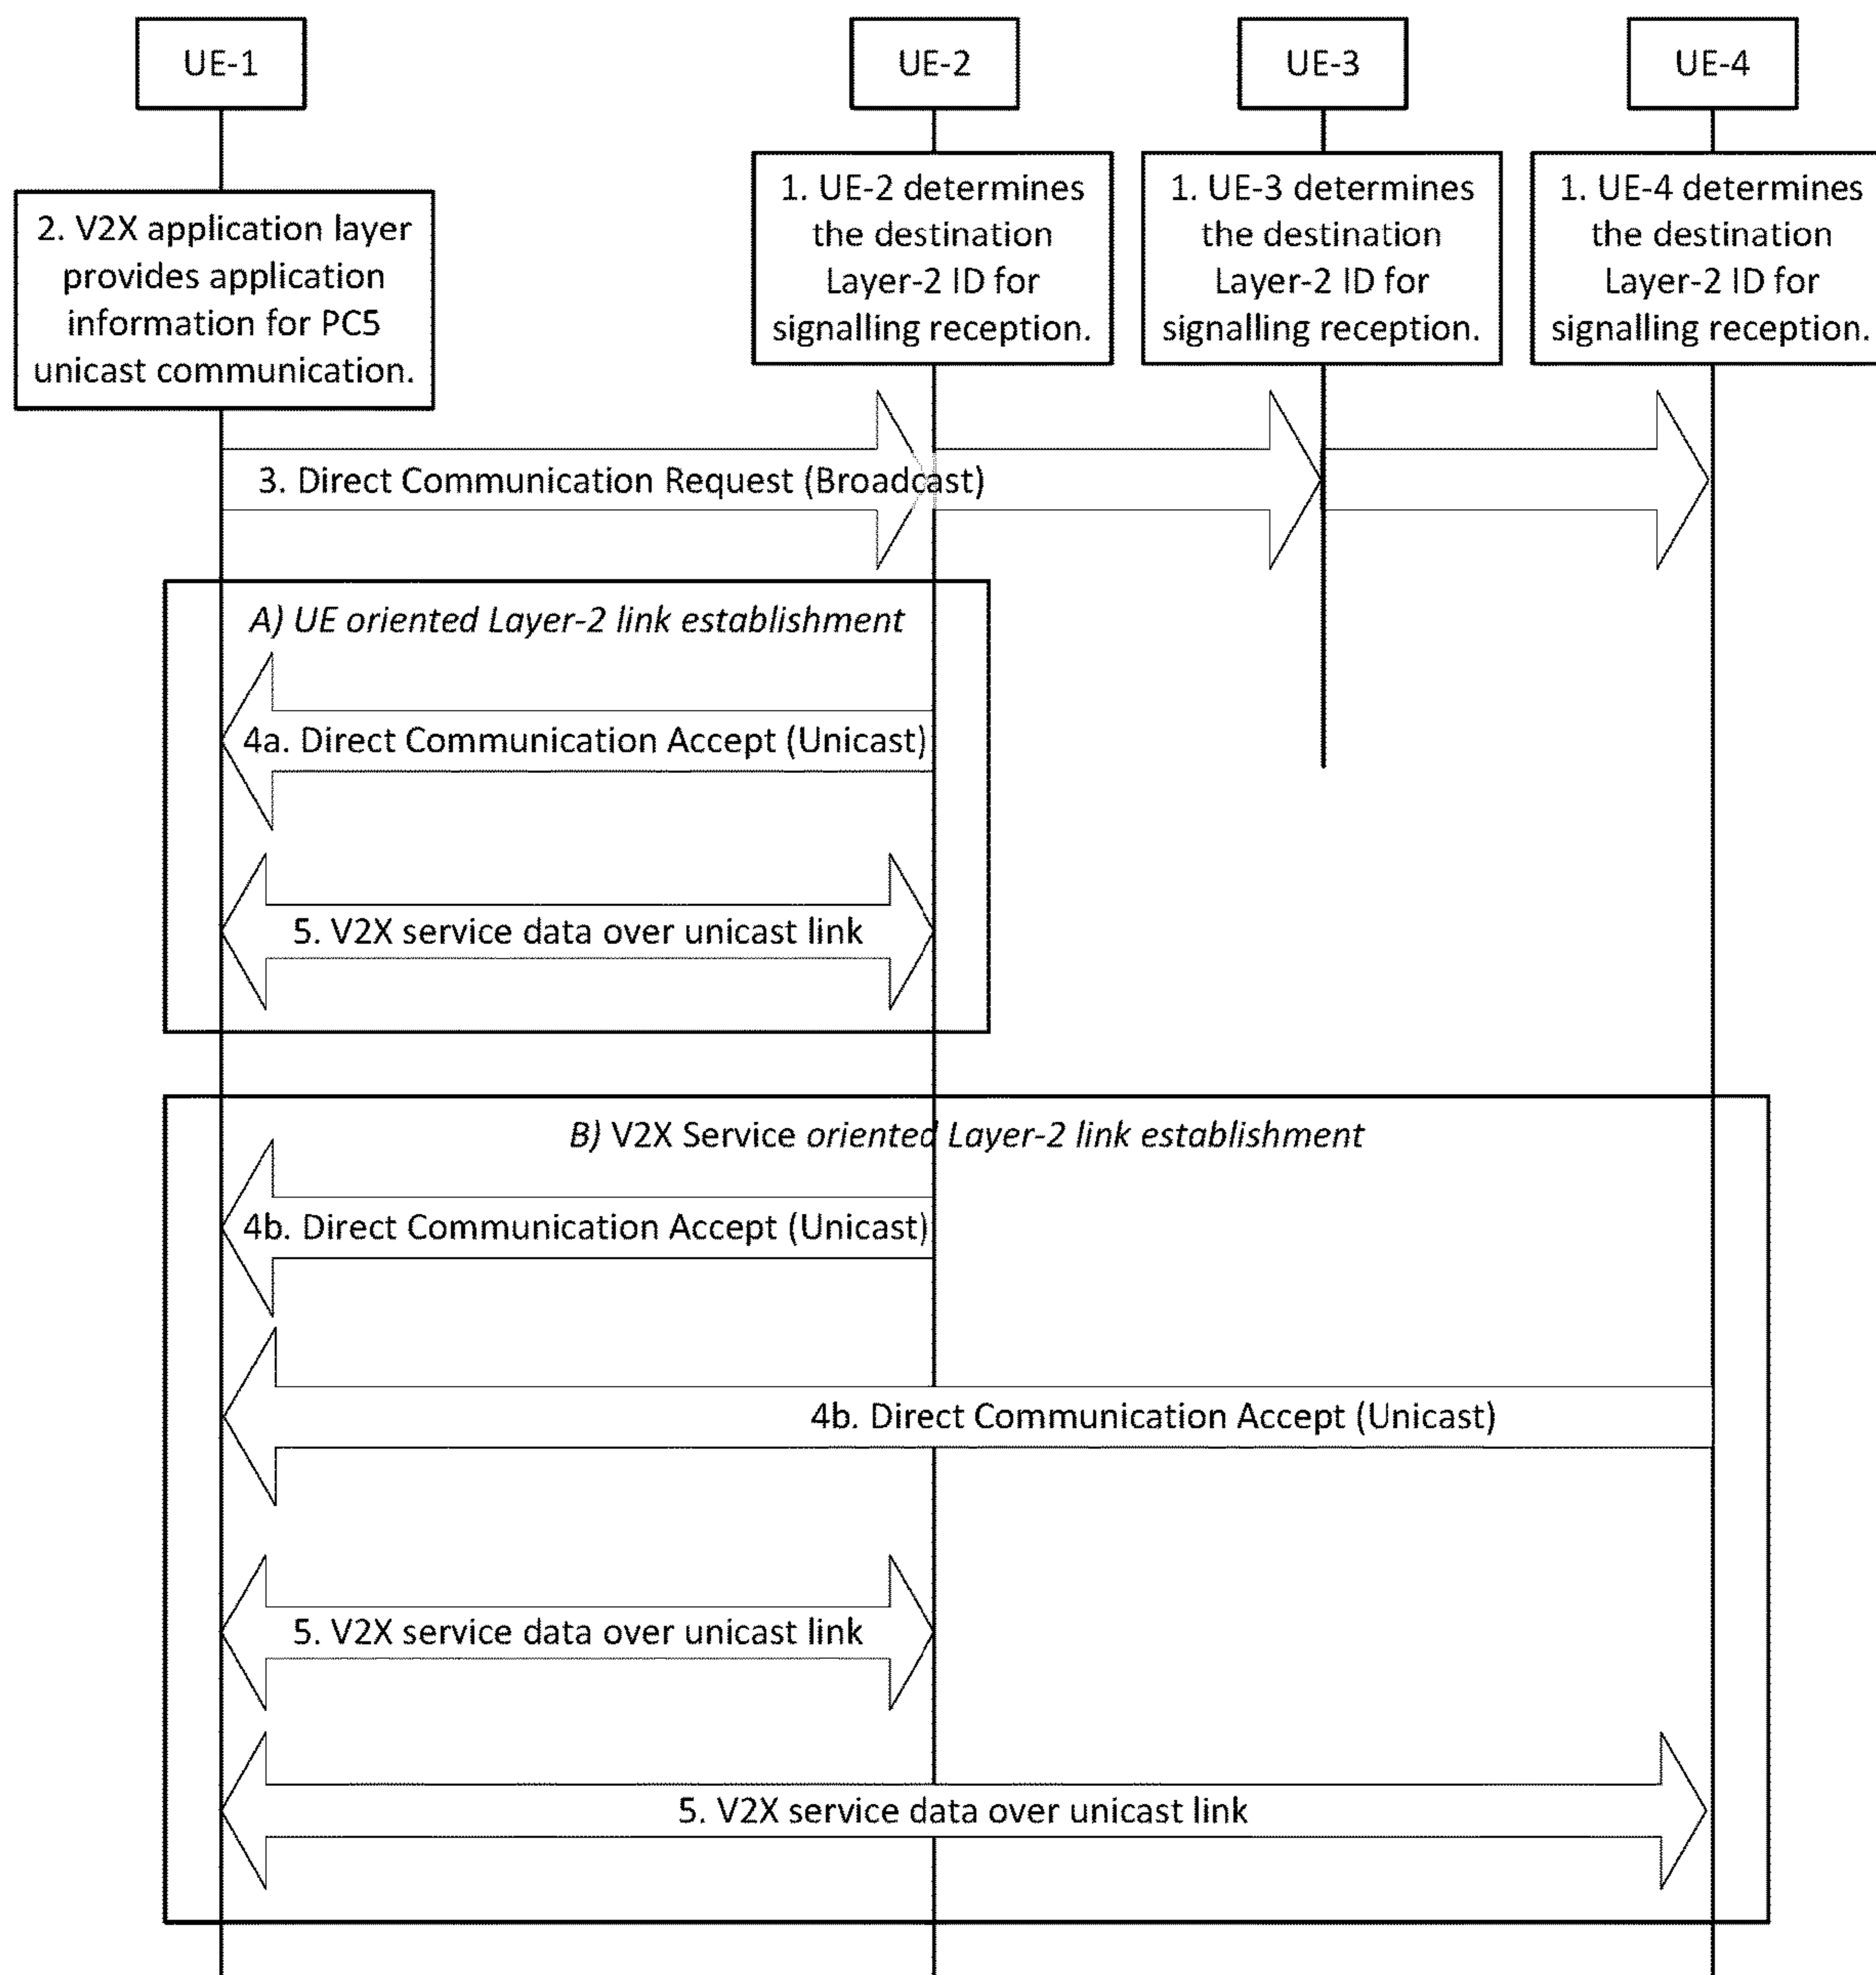 UE-1
UE-2
UE-3
UE-4
1. UE-2 determines
the destination
Layer-2 ID for
signalling reception.
1. UE-3 determines
the destination
Layer-2 ID for
signalling reception.
1. UE-4 determines
the destination
Layer-2 ID for
signalling reception.
2. V2X application layer
provides application
information for PC5
unicast communication.
3. Direct Communication Request (Broadcast)
A) UE oriented Layer-2 link establishment
4a. Direct Communication Accept (Unicast)
5. V2X service data over unicast link
B) V2X Service oriented Layer-2 link establishment
4b. Direct Communication Accept (Unicast)
4b. Direct Communication Accept (Unicast)
5. V2X service data over unicast link
5. V2X service data over unicast link